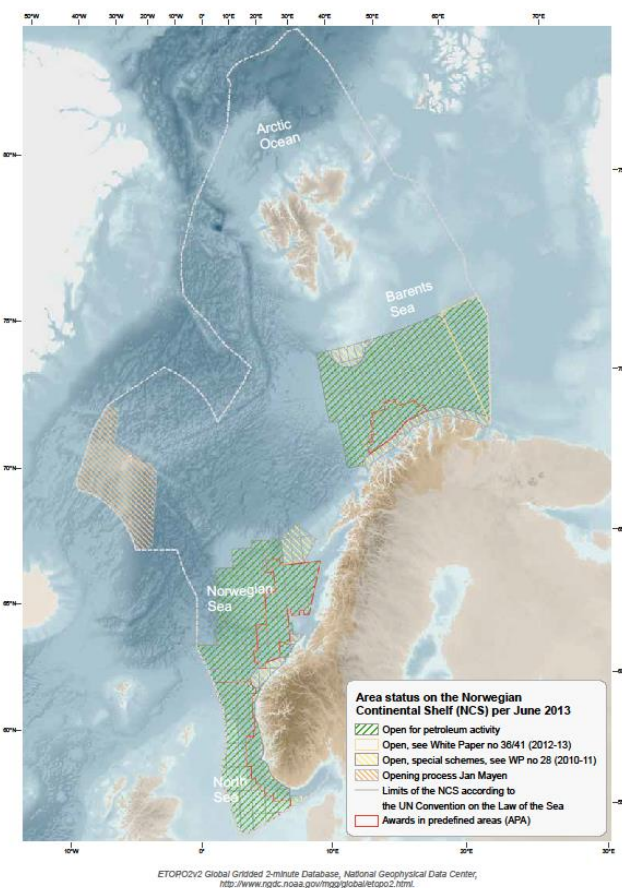 50°W 20°W 10°W 0° 10°E 20°E 30°E 40°E 60°E 70°E
Arctic
Ocean
80°N
Barents
Sea
75°N
70°N
Norwegian
Sea
65°N
60°N
North
Sea
Area status on the Norwegian
Continental Shelf (NCS) per June 2013
Open for petroleum activity
Open, see White Paper no 36/41 (2012-13)
Open, special schemes, see WP no 28 (2010-11)
Opening process Jan Mayen
Limits of the NCS according to
the UN Convention on the Law of the Sea
Awards in predefined areas (APA)
10°W 0° 10°E 20°E 30°E
ETOPO2v2 Global Gridded 2-minute Database, National Geophysical Data Center,
http://www.ngdc.noaa.gov/mgg/global/etopo2.html.